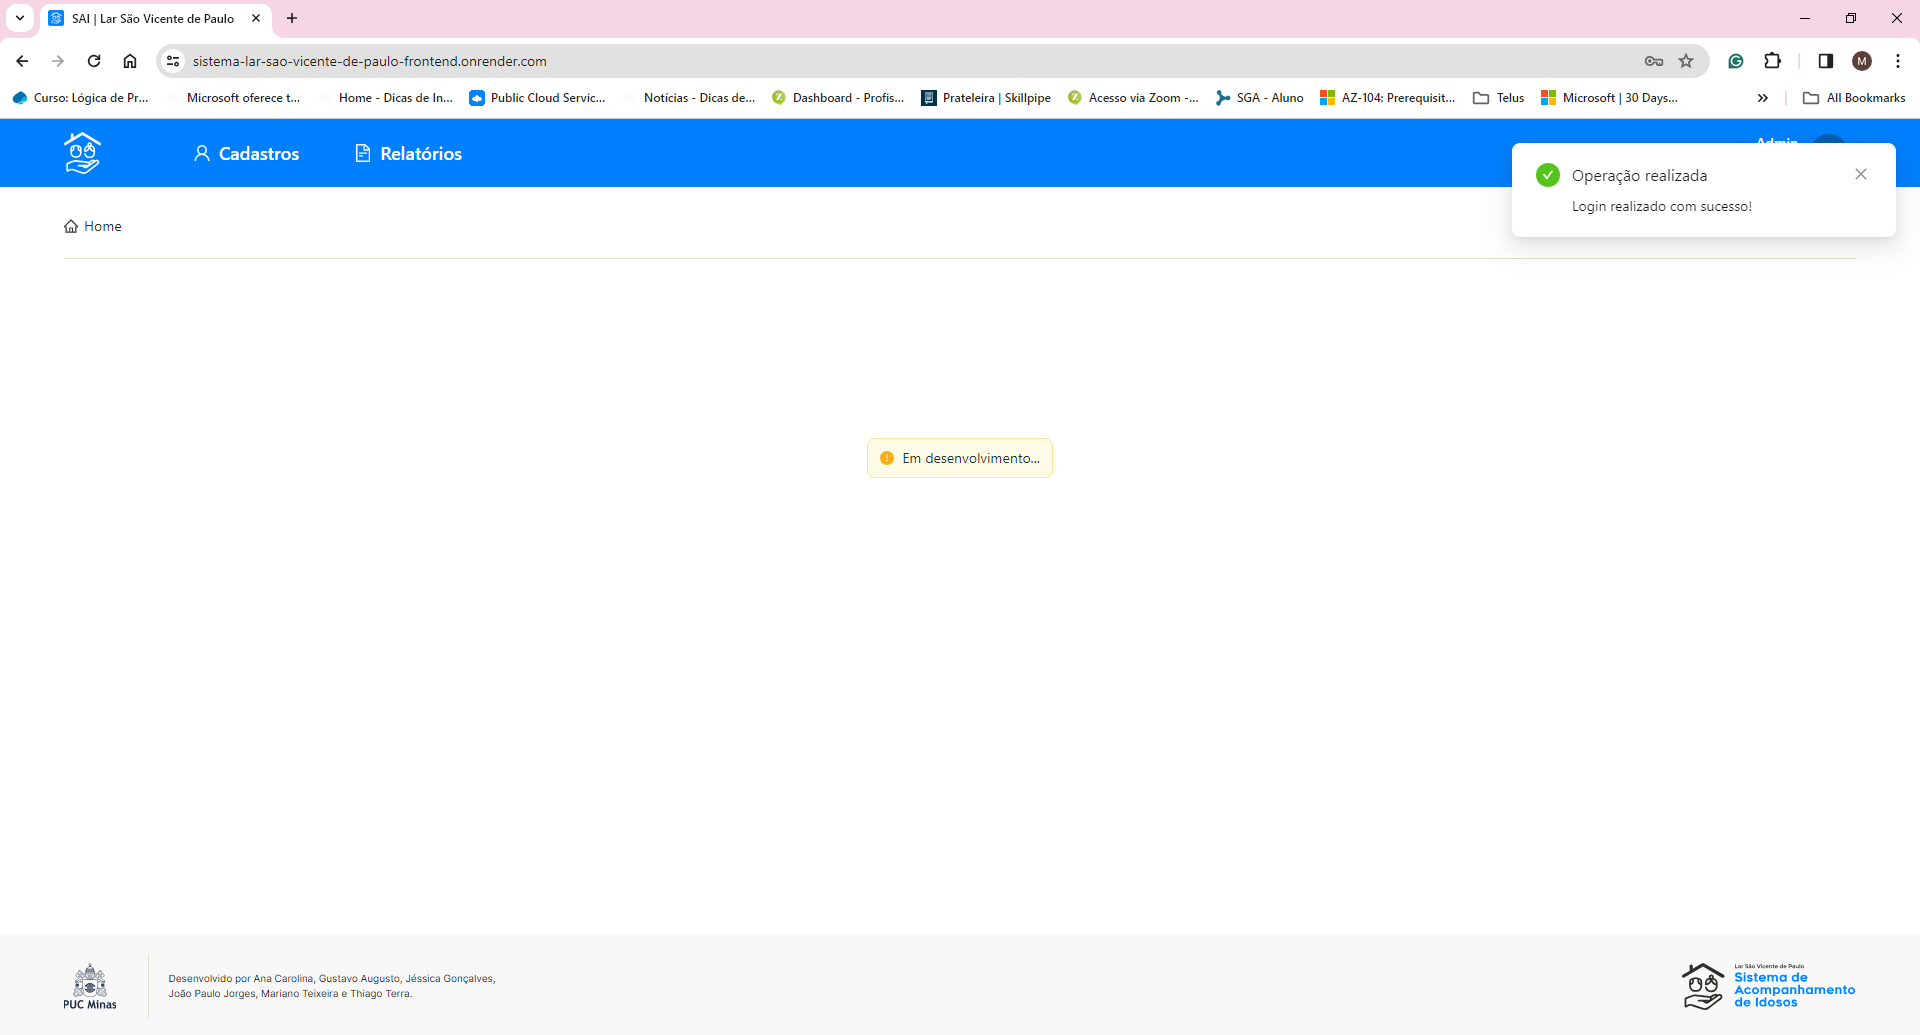 SAI | Lar São Vicente de Paulo
sistema-lar-sao-vicente-de-paulo-frontend.onrender.com
M
Curso: Lógica de Pr...
Microsoft oferece t...
Home - Dicas de In...
Public Cloud Servic...
Notícias - Dicas de...
Dashboard - Profis...
Prateleira | Skillpipe
Acesso via Zoom -...
SGA - Aluno
AZ-104: Prerequisit...
Telus
Microsoft | 30 Days...
All Bookmarks
Cadastros
Relatórios
Admin
Operação realizada
Login realizado com sucesso!
Home
Em desenvolvimento...
PUC Minas
Desenvolvido por Ana Carolina, Gustavo Augusto, Jéssica Gonçalves,
João Paulo Jorges, Mariano Teixeira e Thiago Terra.
Lar São Vicente de Paulo
Sistema de
Acompanhamento
de Idosos